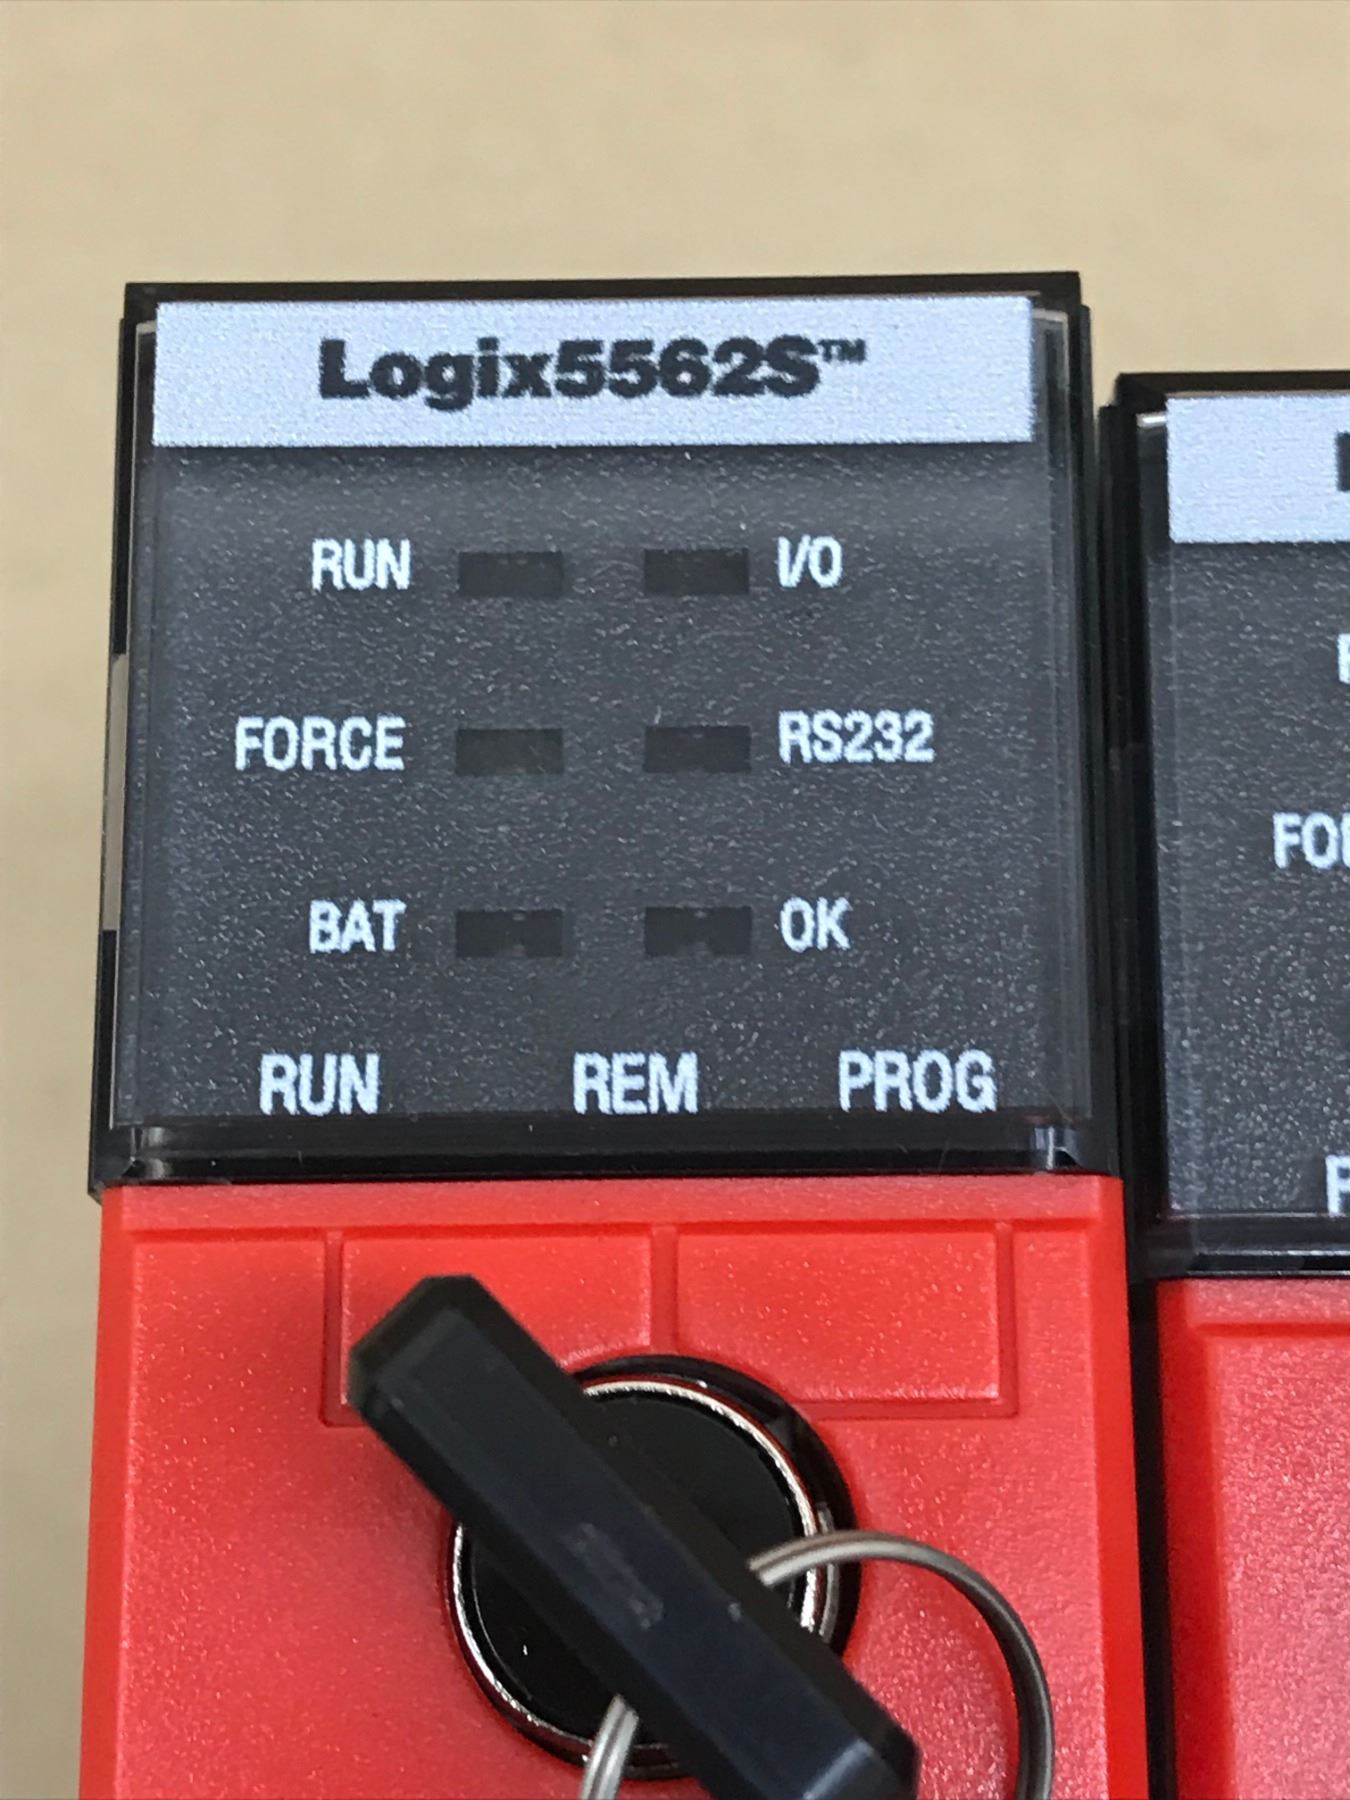 Logix5562S™
RUN I/O
FORCE RS232
BAT OK
RUN REM PROG